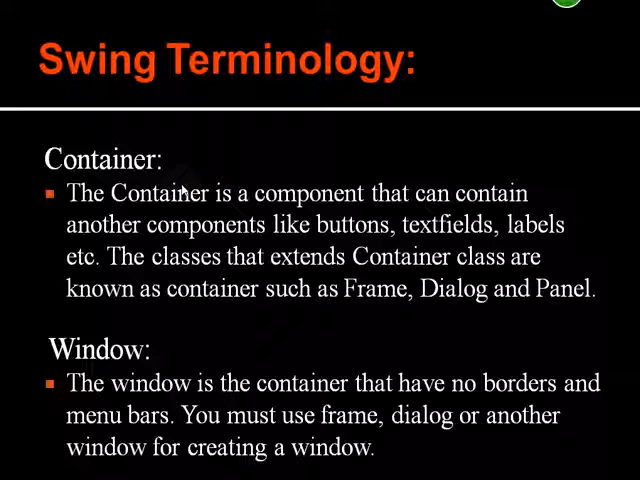 Swing Terminology:
Container:
The Container is a component that can contain
another components like buttons, textfields, labels
etc. The classes that extends Container class are
known as container such as Frame, Dialog and Panel.
Window:
The window is the container that have no borders and
menu bars. You must use frame, dialog or another
window for creating a window.